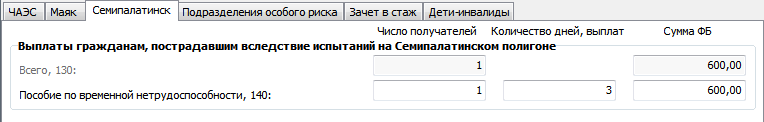 ЧАЭС Маяк Семипалатинск Подразделения особого риска Зачет в стаж Дети-инвалиды
Число получателей Количество дней, выплат Сумма ФБ
Выплаты гражданам, пострадавшим вследствие испытаний на Семипалатинском полигоне
Всего, 130: 1 600,00
Пособие по временной нетрудоспособности, 140: 1 3 600,00